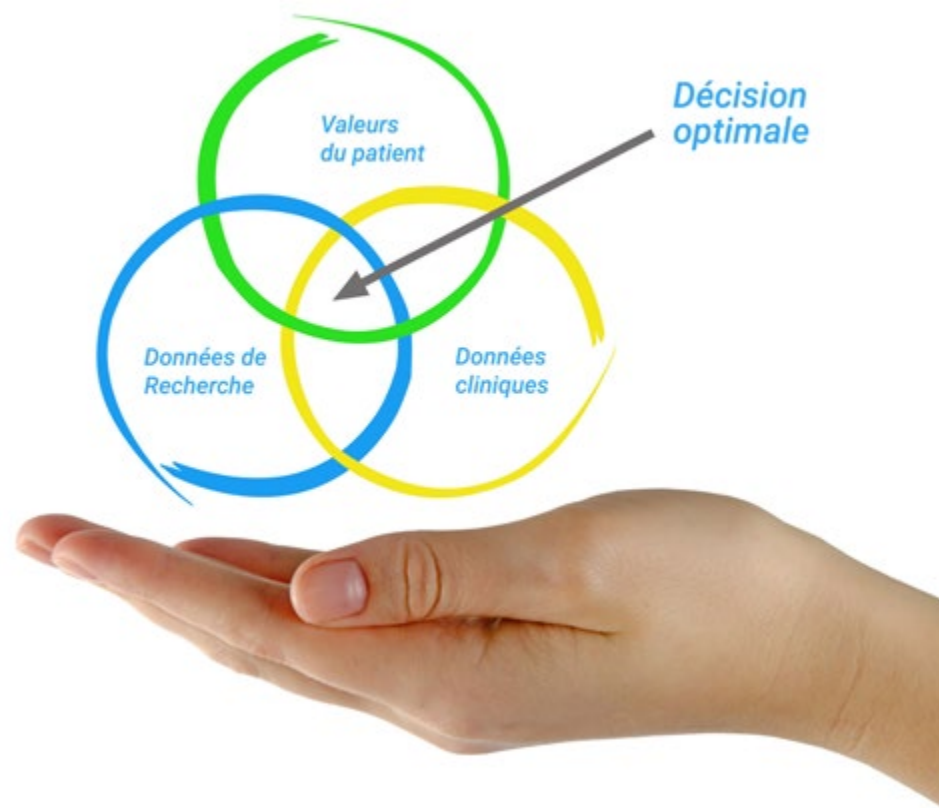 Décision
optimale
Valeurs
du patient
Données de
Recherche
Données
cliniques